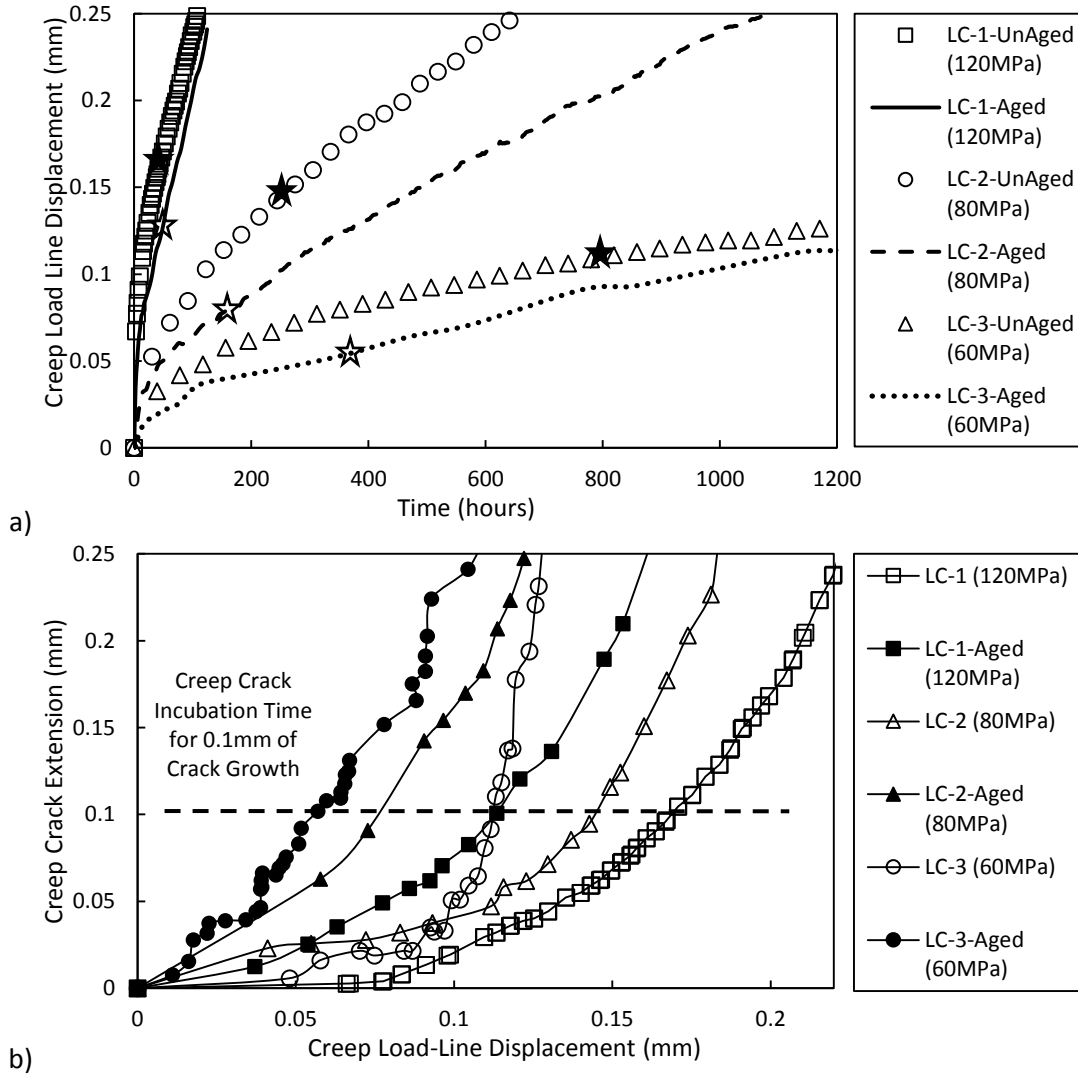 Creep Load Line Displacement (mm)
0.25
0.2
0.15
0.1
0.05
0
0 200 400 600 800 1000 1200
Time (hours)
a)
LC-1-UnAged
(120MPa)
LC-1-Aged
(120MPa)
LC-2-UnAged
(80MPa)
LC-2-Aged
(80MPa)
LC-3-UnAged
(60MPa)
LC-3-Aged
(60MPa)
Creep Crack Extension (mm)
0.25
0.2
0.15
0.1
0.05
0
Creep Crack
Incubation Time
for 0.1mm of
Crack Growth
0 0.05 0.1 0.15 0.2
Creep Load-Line Displacement (mm)
b)
LC-1 (120MPa)
LC-1-Aged
(120MPa)
LC-2 (80MPa)
LC-2-Aged
(80MPa)
LC-3 (60MPa)
LC-3-Aged
(60MPa)